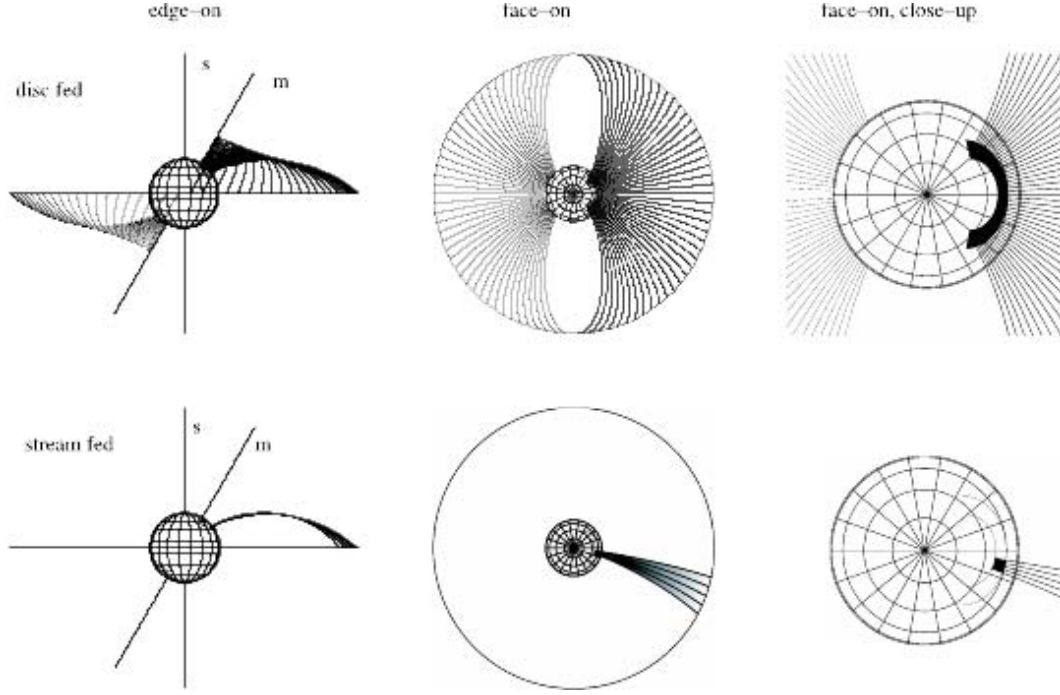 edge-on
face-on
face-on, close-up
disc fed
s
m
stream fed
s
m